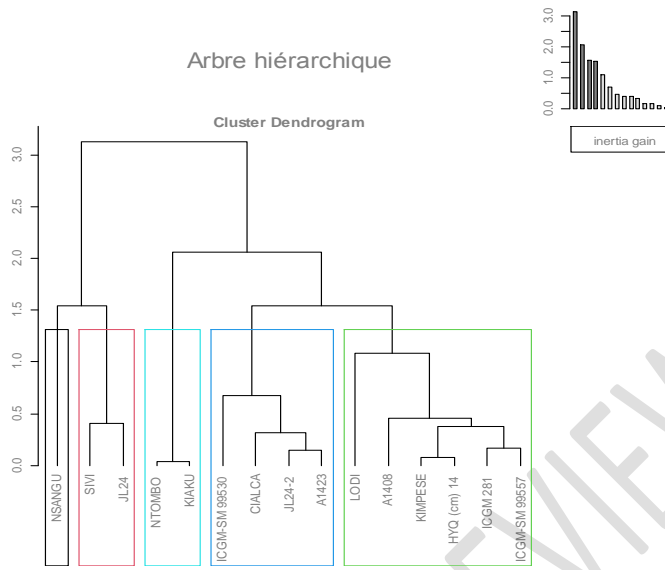 Arbre hiérarchique
3.0
2.0
1.0
0.0
inertia gain
Cluster Dendrogram
3.0
2.5
2.0
1.5
1.0
0.5
0.0
NSANGU
SIVI
JL24
NTOMBO
KIAKU
ICGM-SM 99530
CIALCA
JL24-2
A1423
LODI
A1408
KIMPESE
HYQ (cm) 14
ICGM 281
ICGM-SM 99557
VIEW